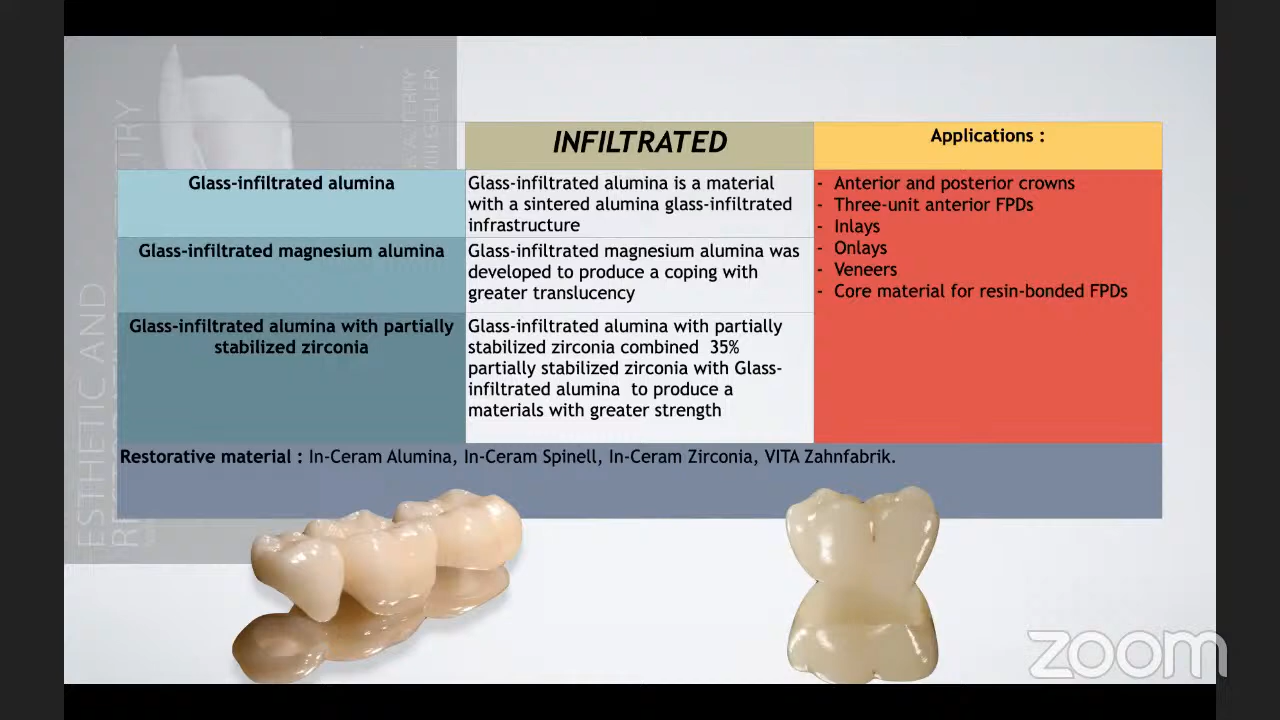 INFILTRATED
Applications :
Glass-infiltrated alumina
Glass-infiltrated alumina is a material
with a sintered alumina glass-infiltrated
infrastructure
Glass-infiltrated magnesium alumina
Glass-infiltrated magnesium alumina was
developed to produce a coping with
greater translucency
Glass-infiltrated alumina with partially
stabilized zirconia
Glass-infiltrated alumina with partially
stabilized zirconia combined 35%
partially stabilized zirconia with Glass-
infiltrated alumina to produce a
materials with greater strength
- Anterior and posterior crowns
- Three-unit anterior FPDs
- Inlays
- Onlays
- Veneers
- Core material for resin-bonded FPDs
Restorative material : In-Ceram Alumina, In-Ceram Spinell, In-Ceram Zirconia, VITA Zahnfabrik.
ESTHETIC AND
TERRY
GELLER
zoom